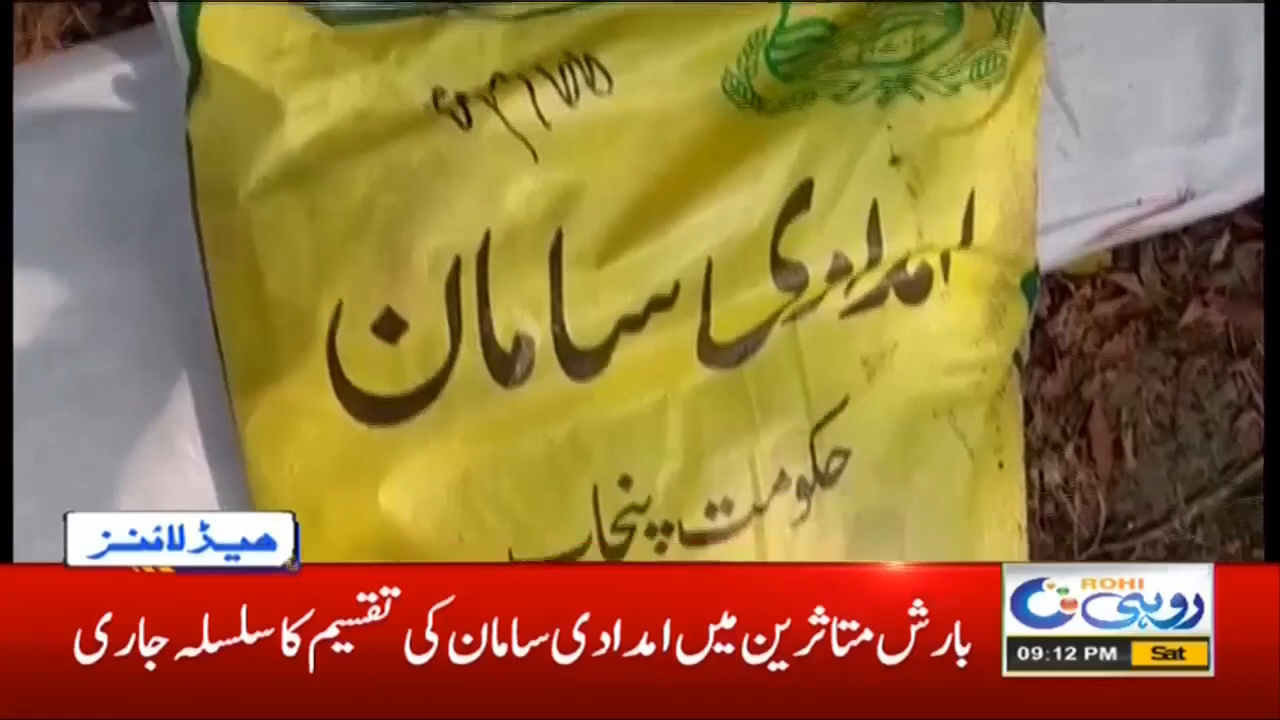 امدادی سامان
حکومت پنجاب
ہیڈ لائنز
بارش متاثرین میں امدادی سامان کی تقسیم کا سلسلہ جاری
ROHI
روہی
09:12 PM Sat